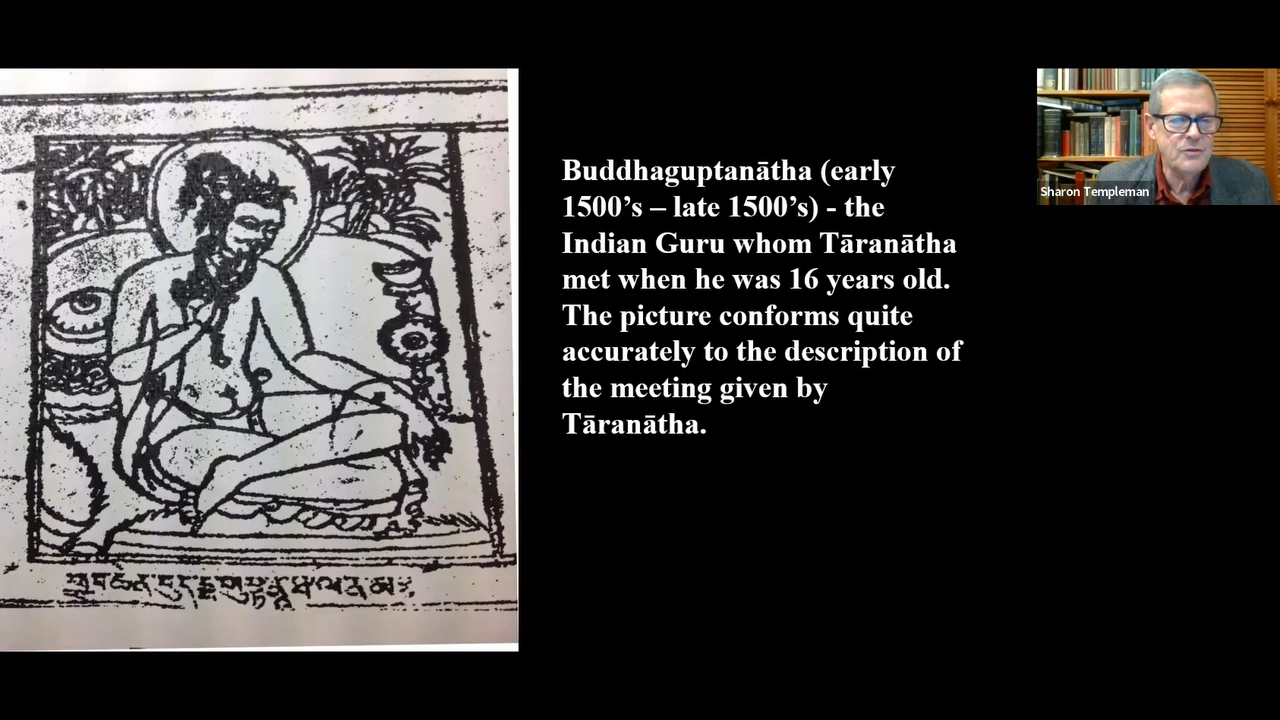 Buddhaguptanātha (early
1500’s – late 1500’s) - the
Indian Guru whom Tāranātha
met when he was 16 years old.
The picture conforms quite
accurately to the description of
the meeting given by
Tāranātha.
Sharon Templeman